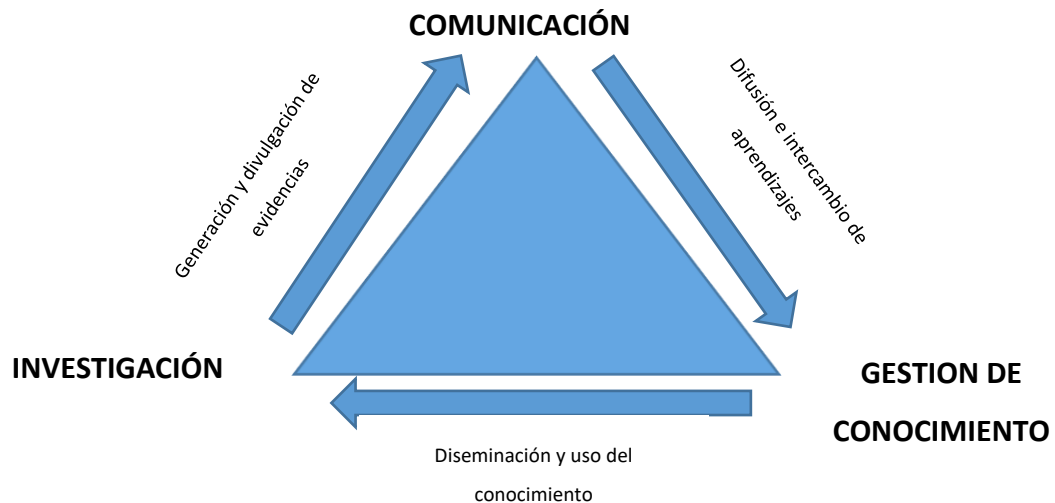 COMUNICACIÓN
Generación y divulgación de
evidencias
Difusión e intercambio de
aprendizajes
INVESTIGACIÓN
GESTION DE
CONOCIMIENTO
Diseminación y uso del
conocimiento